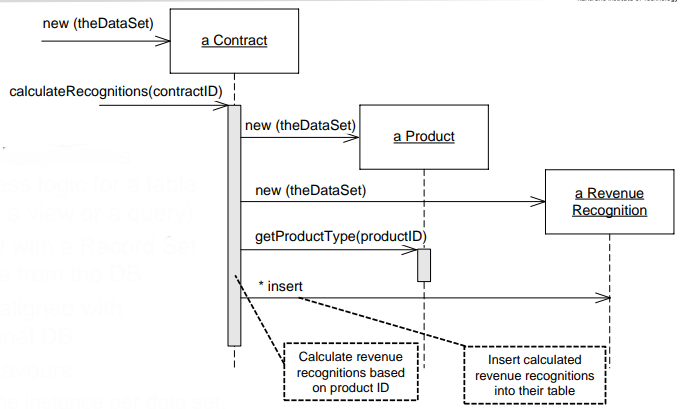 new (theDataSet)
a Contract
calculateRecognitions(contractID)
new (theDataSet)
a Product
new (theDataSet)
a Revenue
Recognition
getProductType(productID)
* insert
Calculate revenue
recognitions based
on product ID
Insert calculated
revenue recognitions
into their table